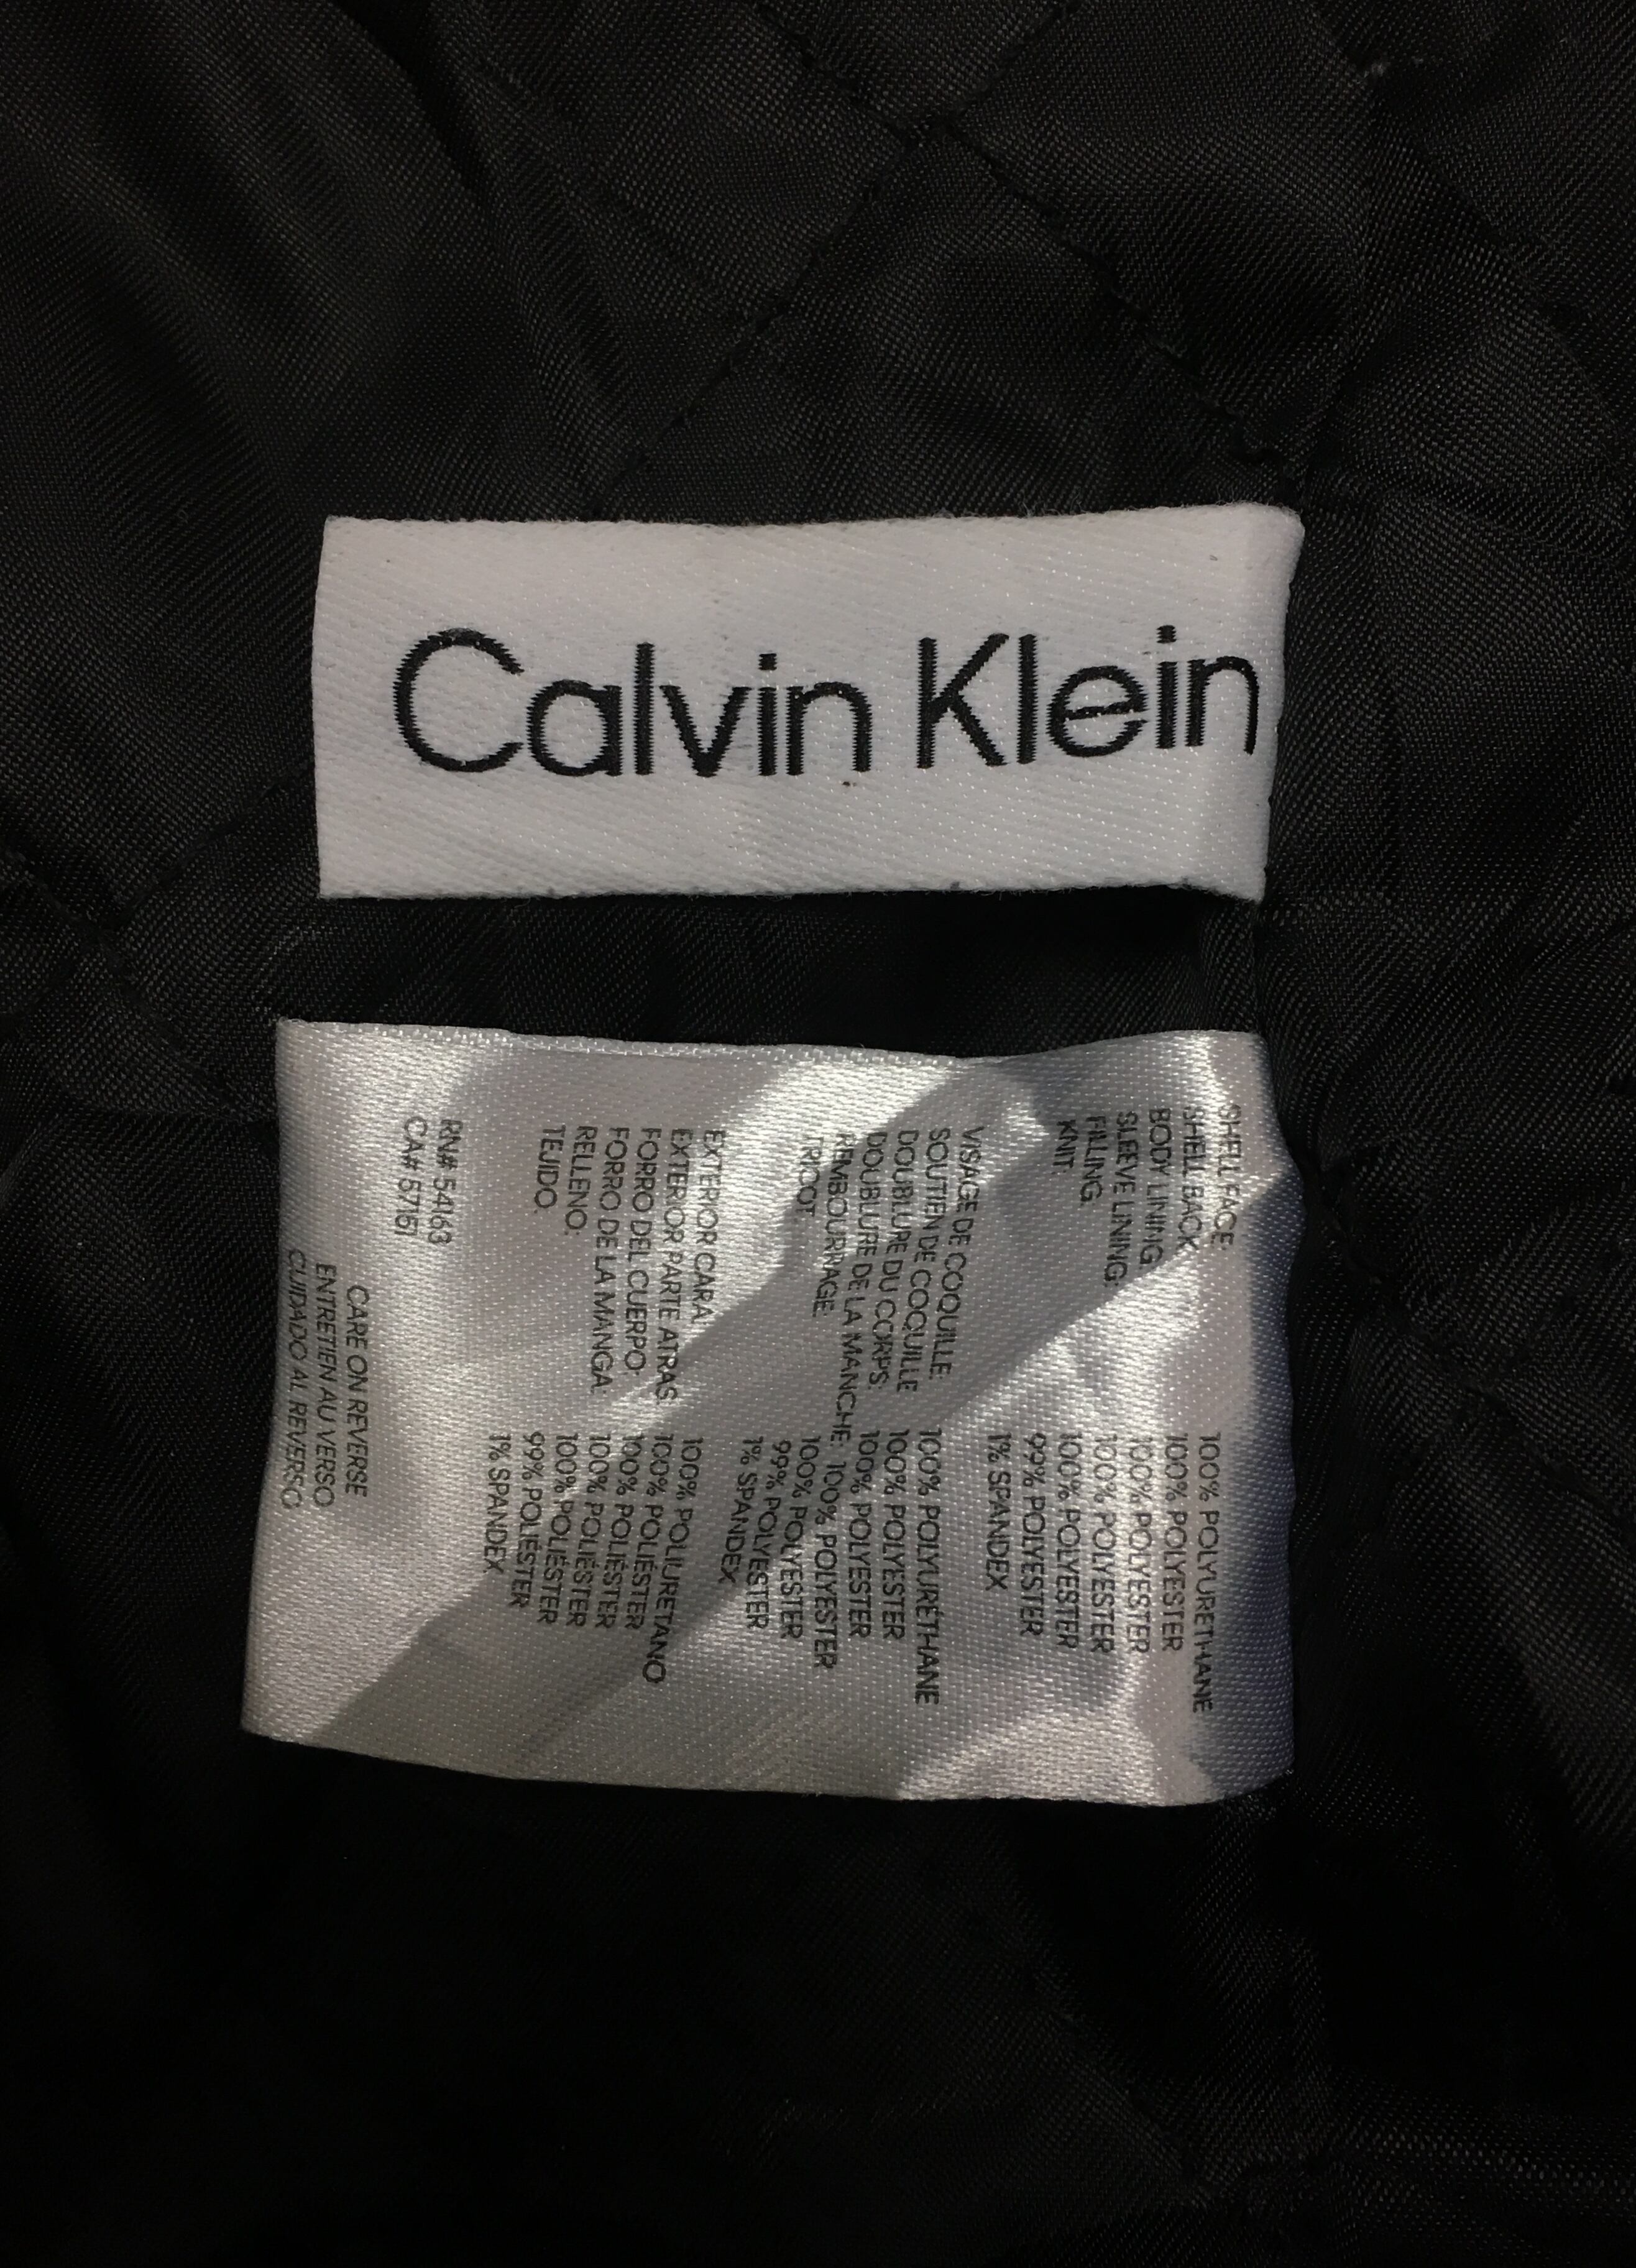 Calvin Klein
SHELL FACE: 100% POLYURETHANE
SHELL BACK: 100% POLYESTER
BODY LINING: 100% POLYESTER
SLEEVE LINING: 100% POLYESTER
FILLING: 100% POLYESTER
KNIT: 99% POLYESTER
1% SPANDEX
VISAGE DE COQUILLE: 100% POLYURÉTHANE
SOUTIEN DE COQUILLE 100% POLYESTER
DOUBLURE DU CORPS: 100% POLYESTER
DOUBLURE DE LA MANCHE: 100% POLYESTER
REMBOURRAGE: 100% POLYESTER
TRICOT: 99% POLYESTER
1% SPANDEX
EXTERIOR CARA: 100% POLIURETANO
EXTERIOR PARTE ATRAS: 100% POLIÉSTER
FORRO DEL CUERPO: 100% POLIÉSTER
FORRO DE LA MANGA: 100% POLIÉSTER
RELLENO: 100% POLIÉSTER
TEJIDO: 99% POLIÉSTER
1% SPANDEX
RN# 54163
CA# 57151
CARE ON REVERSE
ENTRETIEN AU VERSO
CUIDADO AL REVERSO